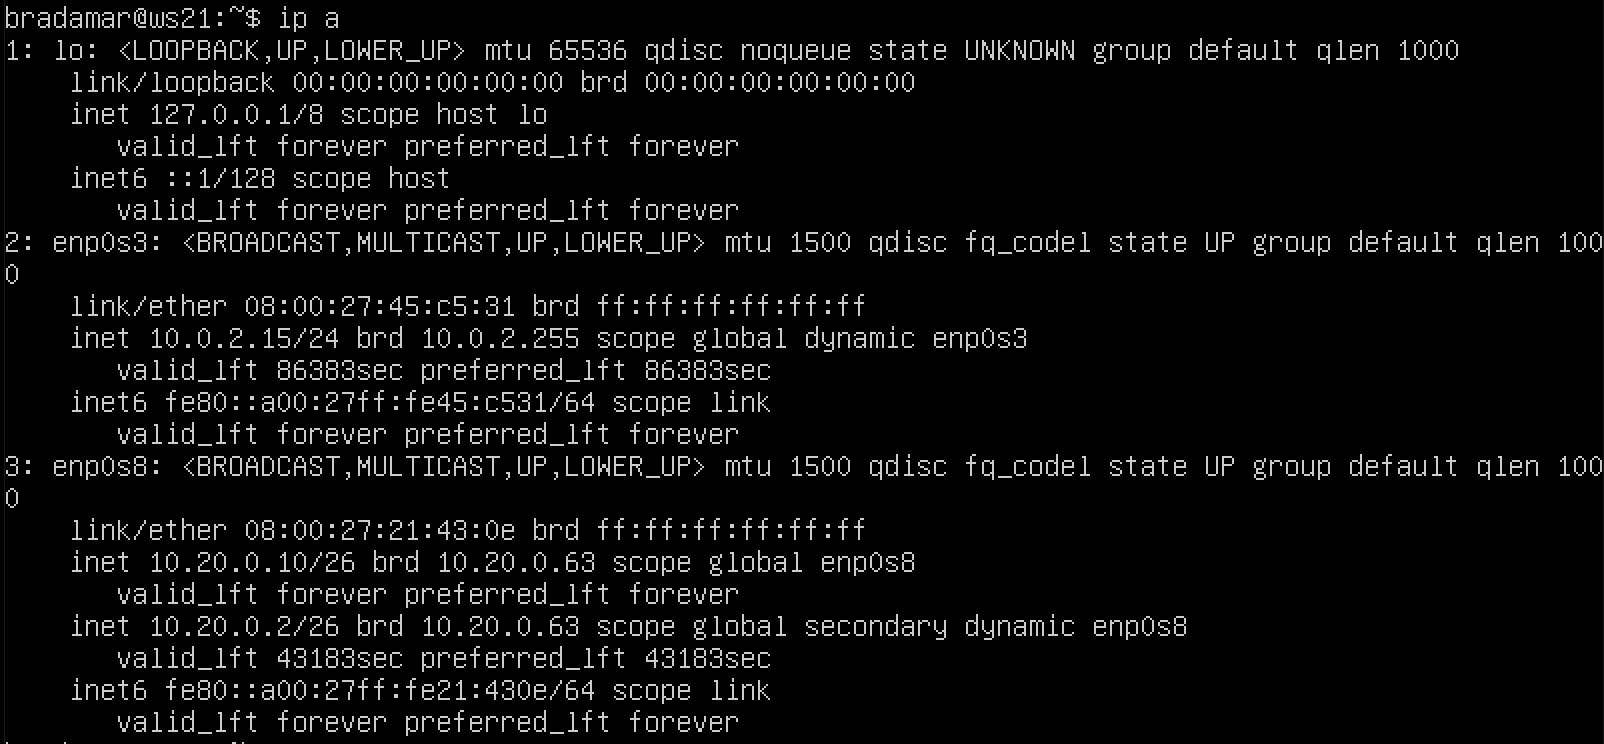 bradamar@ws21:~$ ip a
1: lo: <LOOPBACK,UP,LOWER_UP> mtu 65536 qdisc noqueue state UNKNOWN group default qlen 1000
    link/loopback 00:00:00:00:00:00 brd 00:00:00:00:00:00
    inet 127.0.0.1/8 scope host lo
       valid_lft forever preferred_lft forever
    inet6 ::1/128 scope host
       valid_lft forever preferred_lft forever
2: enp0s3: <BROADCAST,MULTICAST,UP,LOWER_UP> mtu 1500 qdisc fq_codel state UP group default qlen 100
0
    link/ether 08:00:27:45:c5:31 brd ff:ff:ff:ff:ff:ff
    inet 10.0.2.15/24 brd 10.0.2.255 scope global dynamic enp0s3
       valid_lft 86383sec preferred_lft 86383sec
    inet6 fe80::a00:27ff:fe45:c531/64 scope link
       valid_lft forever preferred_lft forever
3: enp0s8: <BROADCAST,MULTICAST,UP,LOWER_UP> mtu 1500 qdisc fq_codel state UP group default qlen 100
0
    link/ether 08:00:27:21:43:0e brd ff:ff:ff:ff:ff:ff
    inet 10.20.0.10/26 brd 10.20.0.63 scope global enp0s8
       valid_lft forever preferred_lft forever
    inet 10.20.0.2/26 brd 10.20.0.63 scope global secondary dynamic enp0s8
       valid_lft 43183sec preferred_lft 43183sec
    inet6 fe80::a00:27ff:fe21:430e/64 scope link
       valid_lft forever preferred_lft forever